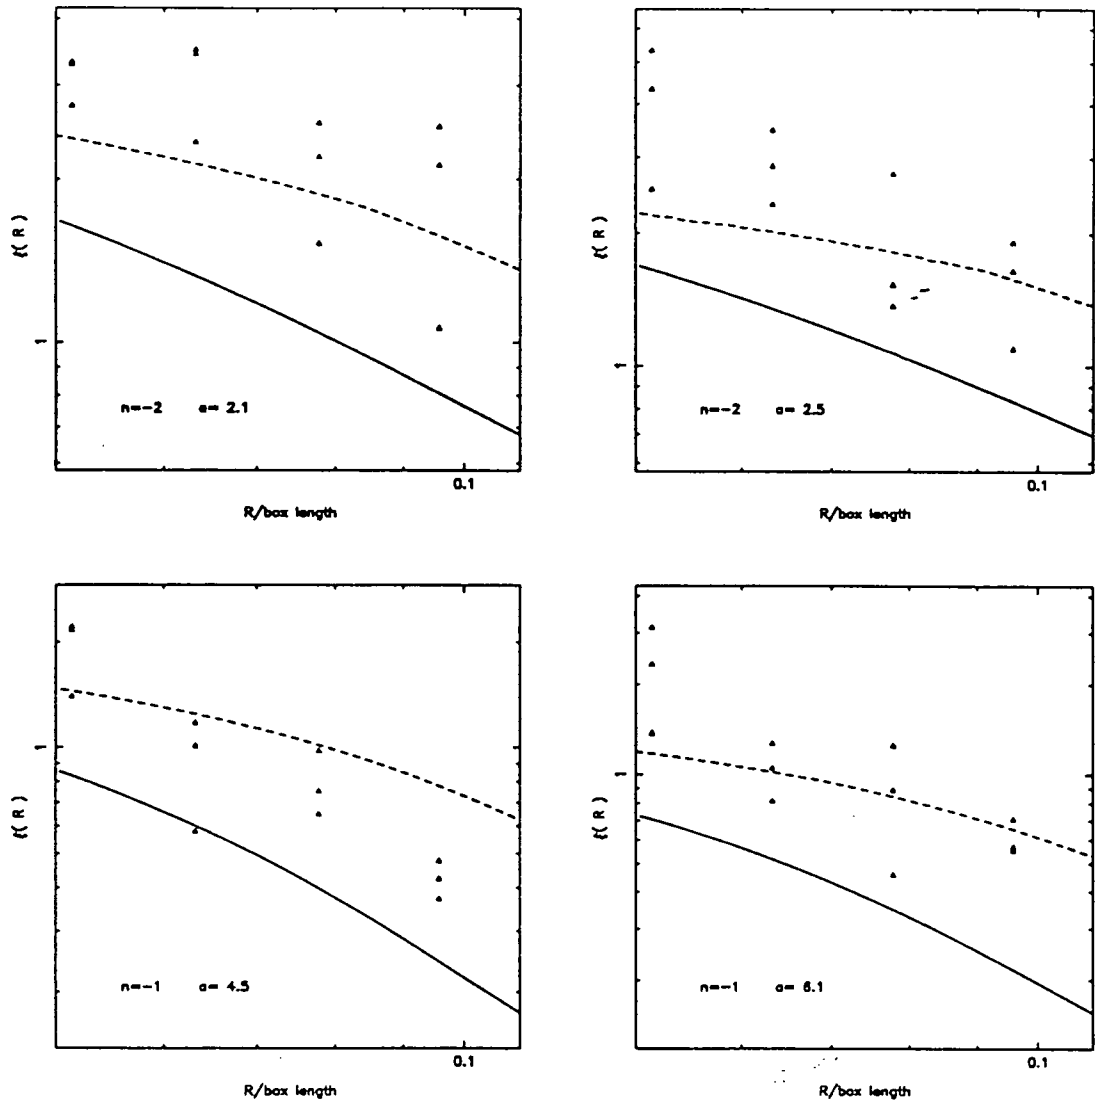 ξ( R )
1
n=-2 a= 2.1
0.1
R/box length
ξ( R )
1
n=-2 a= 2.5
0.1
R/box length
ξ( R )
1
n=-1 a= 4.5
0.1
R/box length
ξ( R )
1
n=-1 a= 6.1
0.1
R/box length